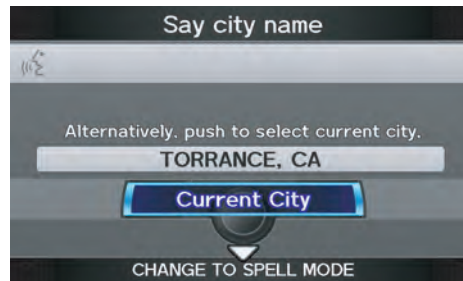 Say city name
Alternatively, push to select current city.
TORRANCE, CA
Current City
CHANGE TO SPELL MODE